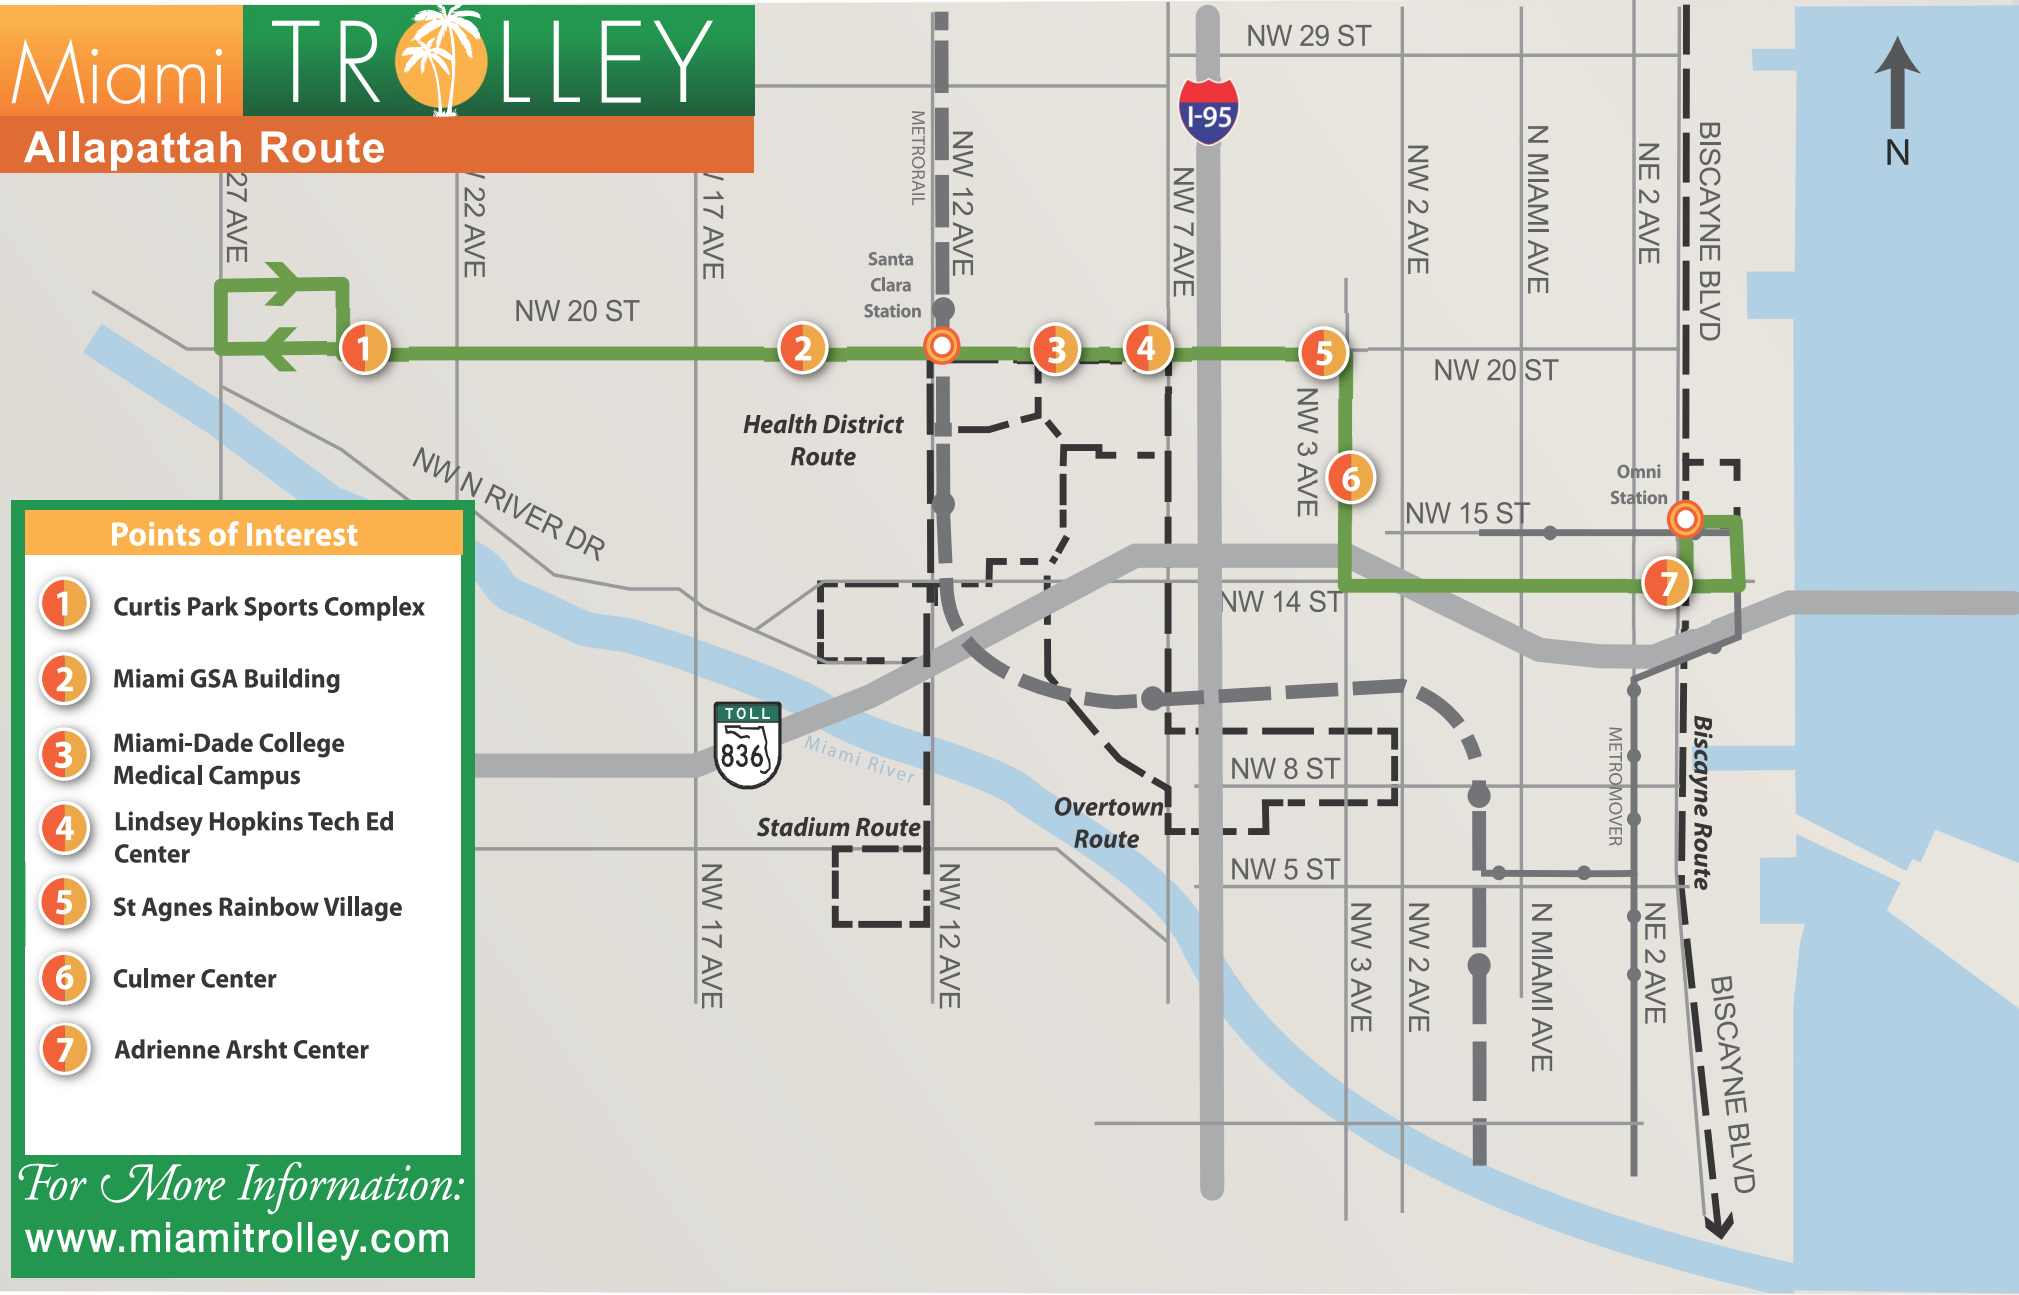 Miami TROLLEY
Allapattah Route
NW 29 ST
I-95
N
METRORAIL
NW 12 AVE
NW 7 AVE
NW 2 AVE
N MIAMI AVE
NE 2 AVE
BISCAYNE BLVD
27 AVE
22 AVE
17 AVE
Santa
Clara
Station
NW 20 ST
1
2
3
4
5
NW 20 ST
Health District
Route
NW 3 AVE
NW N RIVER DR
6
Omni
Station
NW 15 ST
7
NW 14 ST
Points of Interest
1 Curtis Park Sports Complex
2 Miami GSA Building
3 Miami-Dade College
Medical Campus
4 Lindsey Hopkins Tech Ed
Center
5 St Agnes Rainbow Village
6 Culmer Center
7 Adrienne Arsht Center
For More Information:
www.miamitrolley.com
TOLL
836
Miami River
NW 8 ST
METROMOVER
Biscayne Route
Stadium Route
Overtown
Route
NW 5 ST
NW 17 AVE
NW 12 AVE
NW 3 AVE
NW 2 AVE
N MIAMI AVE
NE 2 AVE
BISCAYNE BLVD